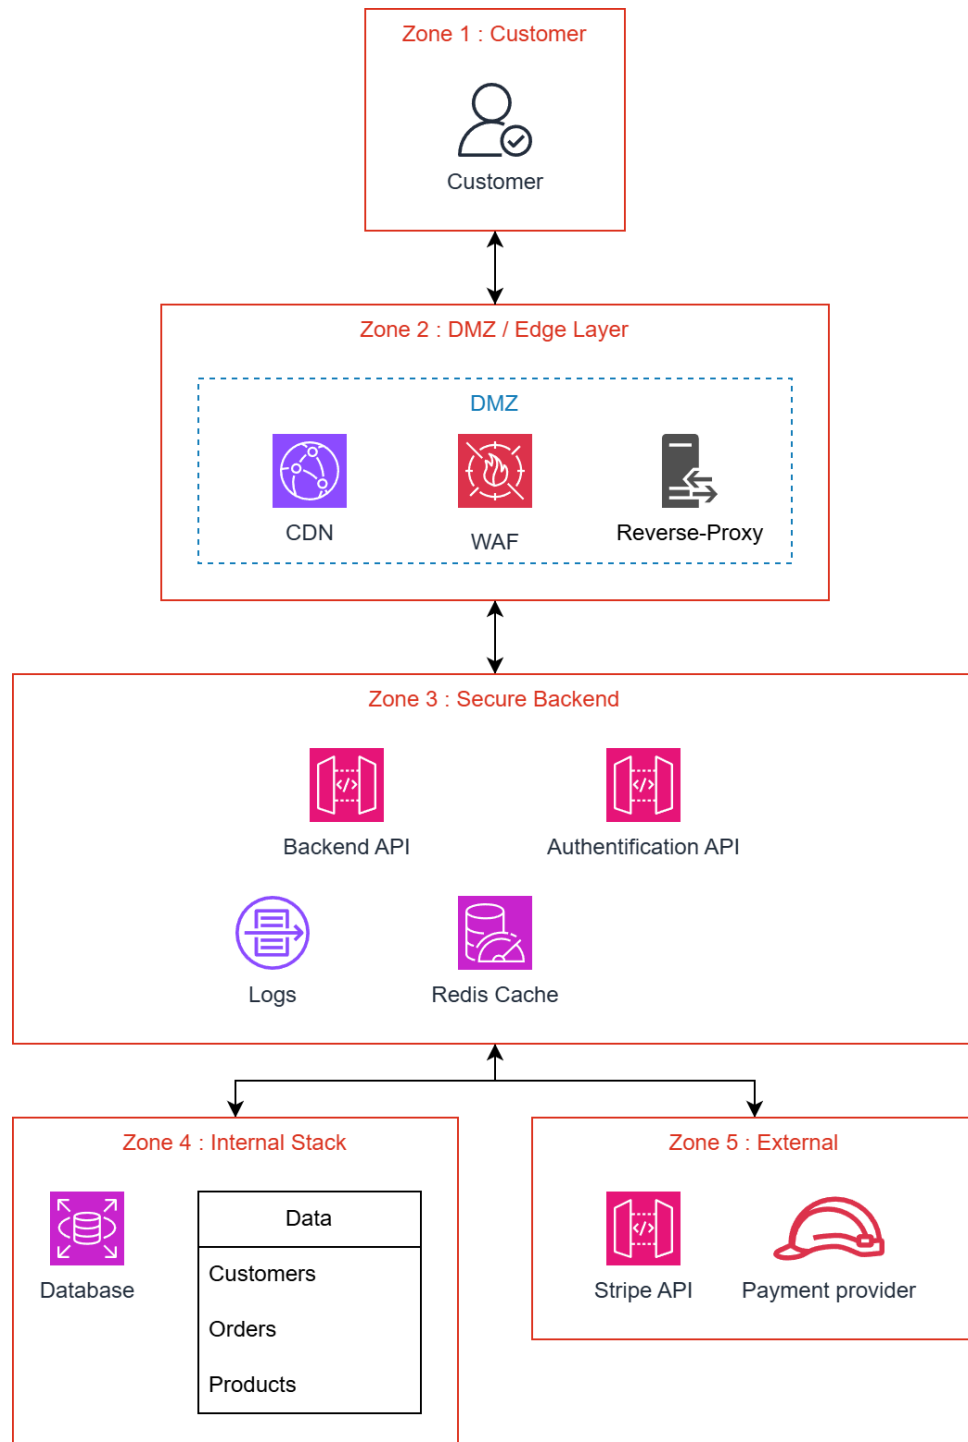 Zone 1 : Customer
Customer
Zone 2 : DMZ / Edge Layer
DMZ
CDN
WAF
Reverse-Proxy
Zone 3 : Secure Backend
Backend API
Authentification API
Logs
Redis Cache
Zone 4 : Internal Stack
Database
Data
Customers
Orders
Products
Zone 5 : External
Stripe API
Payment provider